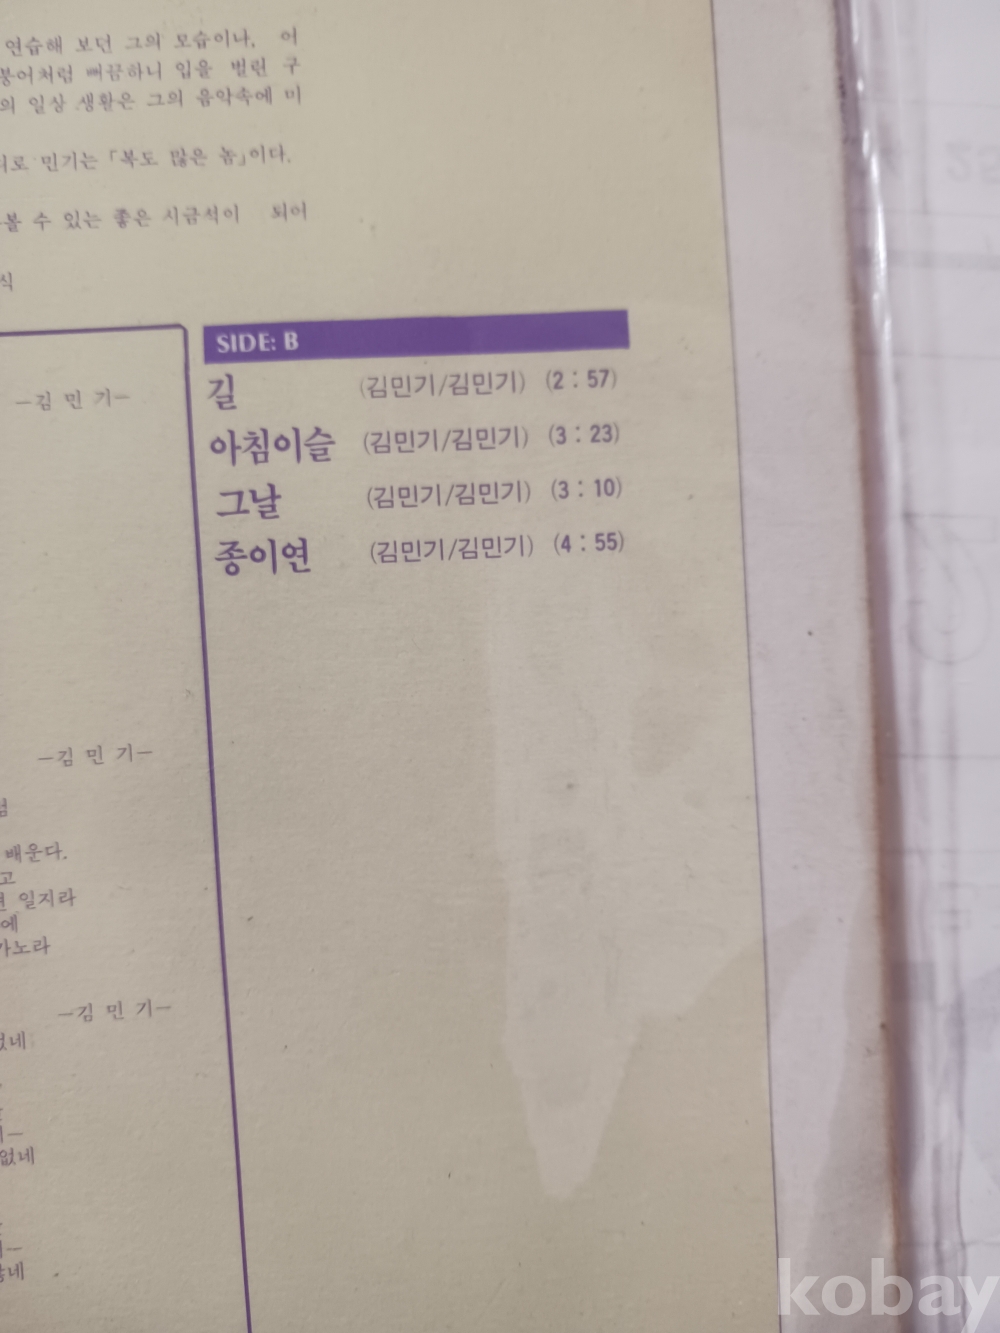 연습해 보던 그의 모습이나, 어
붕어처럼 뻐끔하니 입을 벌린 구
의 일상 생활은 그의 음악속에 미
민기는 「복도 많은 놈」이다.
볼 수 있는 좋은 시금석이 되어
식
SIDE: B
길 (김민기/김민기) (2 : 57)
아침이슬 (김민기/김민기) (3 : 23)
그날 (김민기/김민기) (3 : 10)
종이연 (김민기/김민기) (4 : 55)
—김 민 기—
—김 민 기—
배운다.
고
일지라
에
가노라
—김 민 기—
없네
없네
kobay